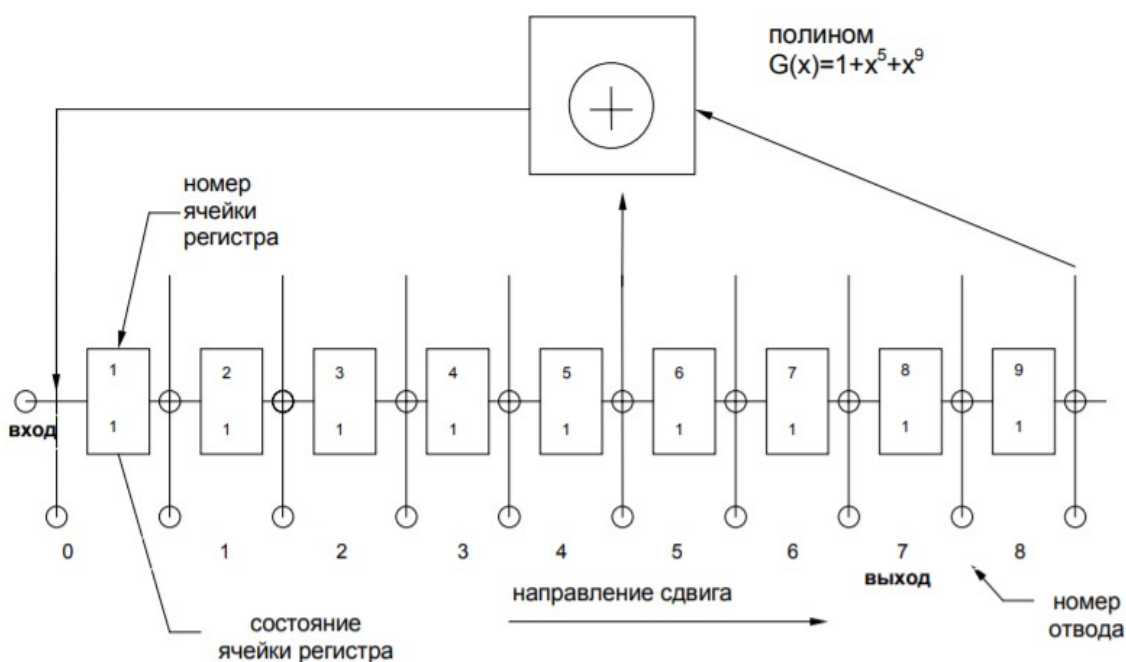 полином
G(x)=1+x⁵+x⁹
номер
ячейки
регистра
1 2 3 4 5 6 7 8 9
1 1 1 1 1 1 1 1 1
вход
0 1 2 3 4 5 6 7 8
выход
направление сдвига
состояние
ячейки регистра
номер
отвода